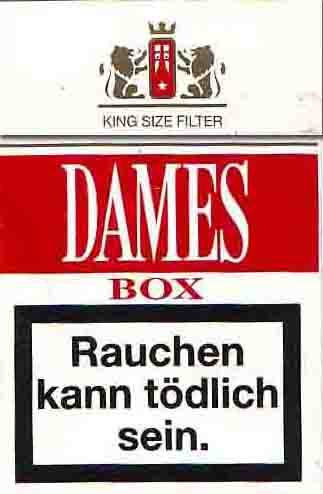 KING SIZE FILTER
DAMES
BOX
Rauchen
kann tödlich
sein.